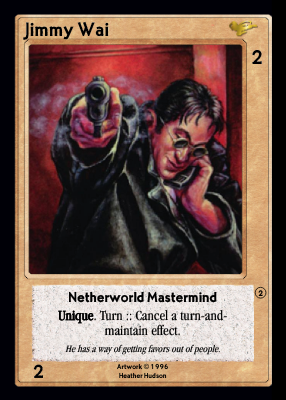 Jimmy Wai
2
2
Netherworld Mastermind
Unique. Turn :: Cancel a turn-and-
maintain effect.
He has a way of getting favors out of people.
2
Artwork © 1996
Heather Hudson